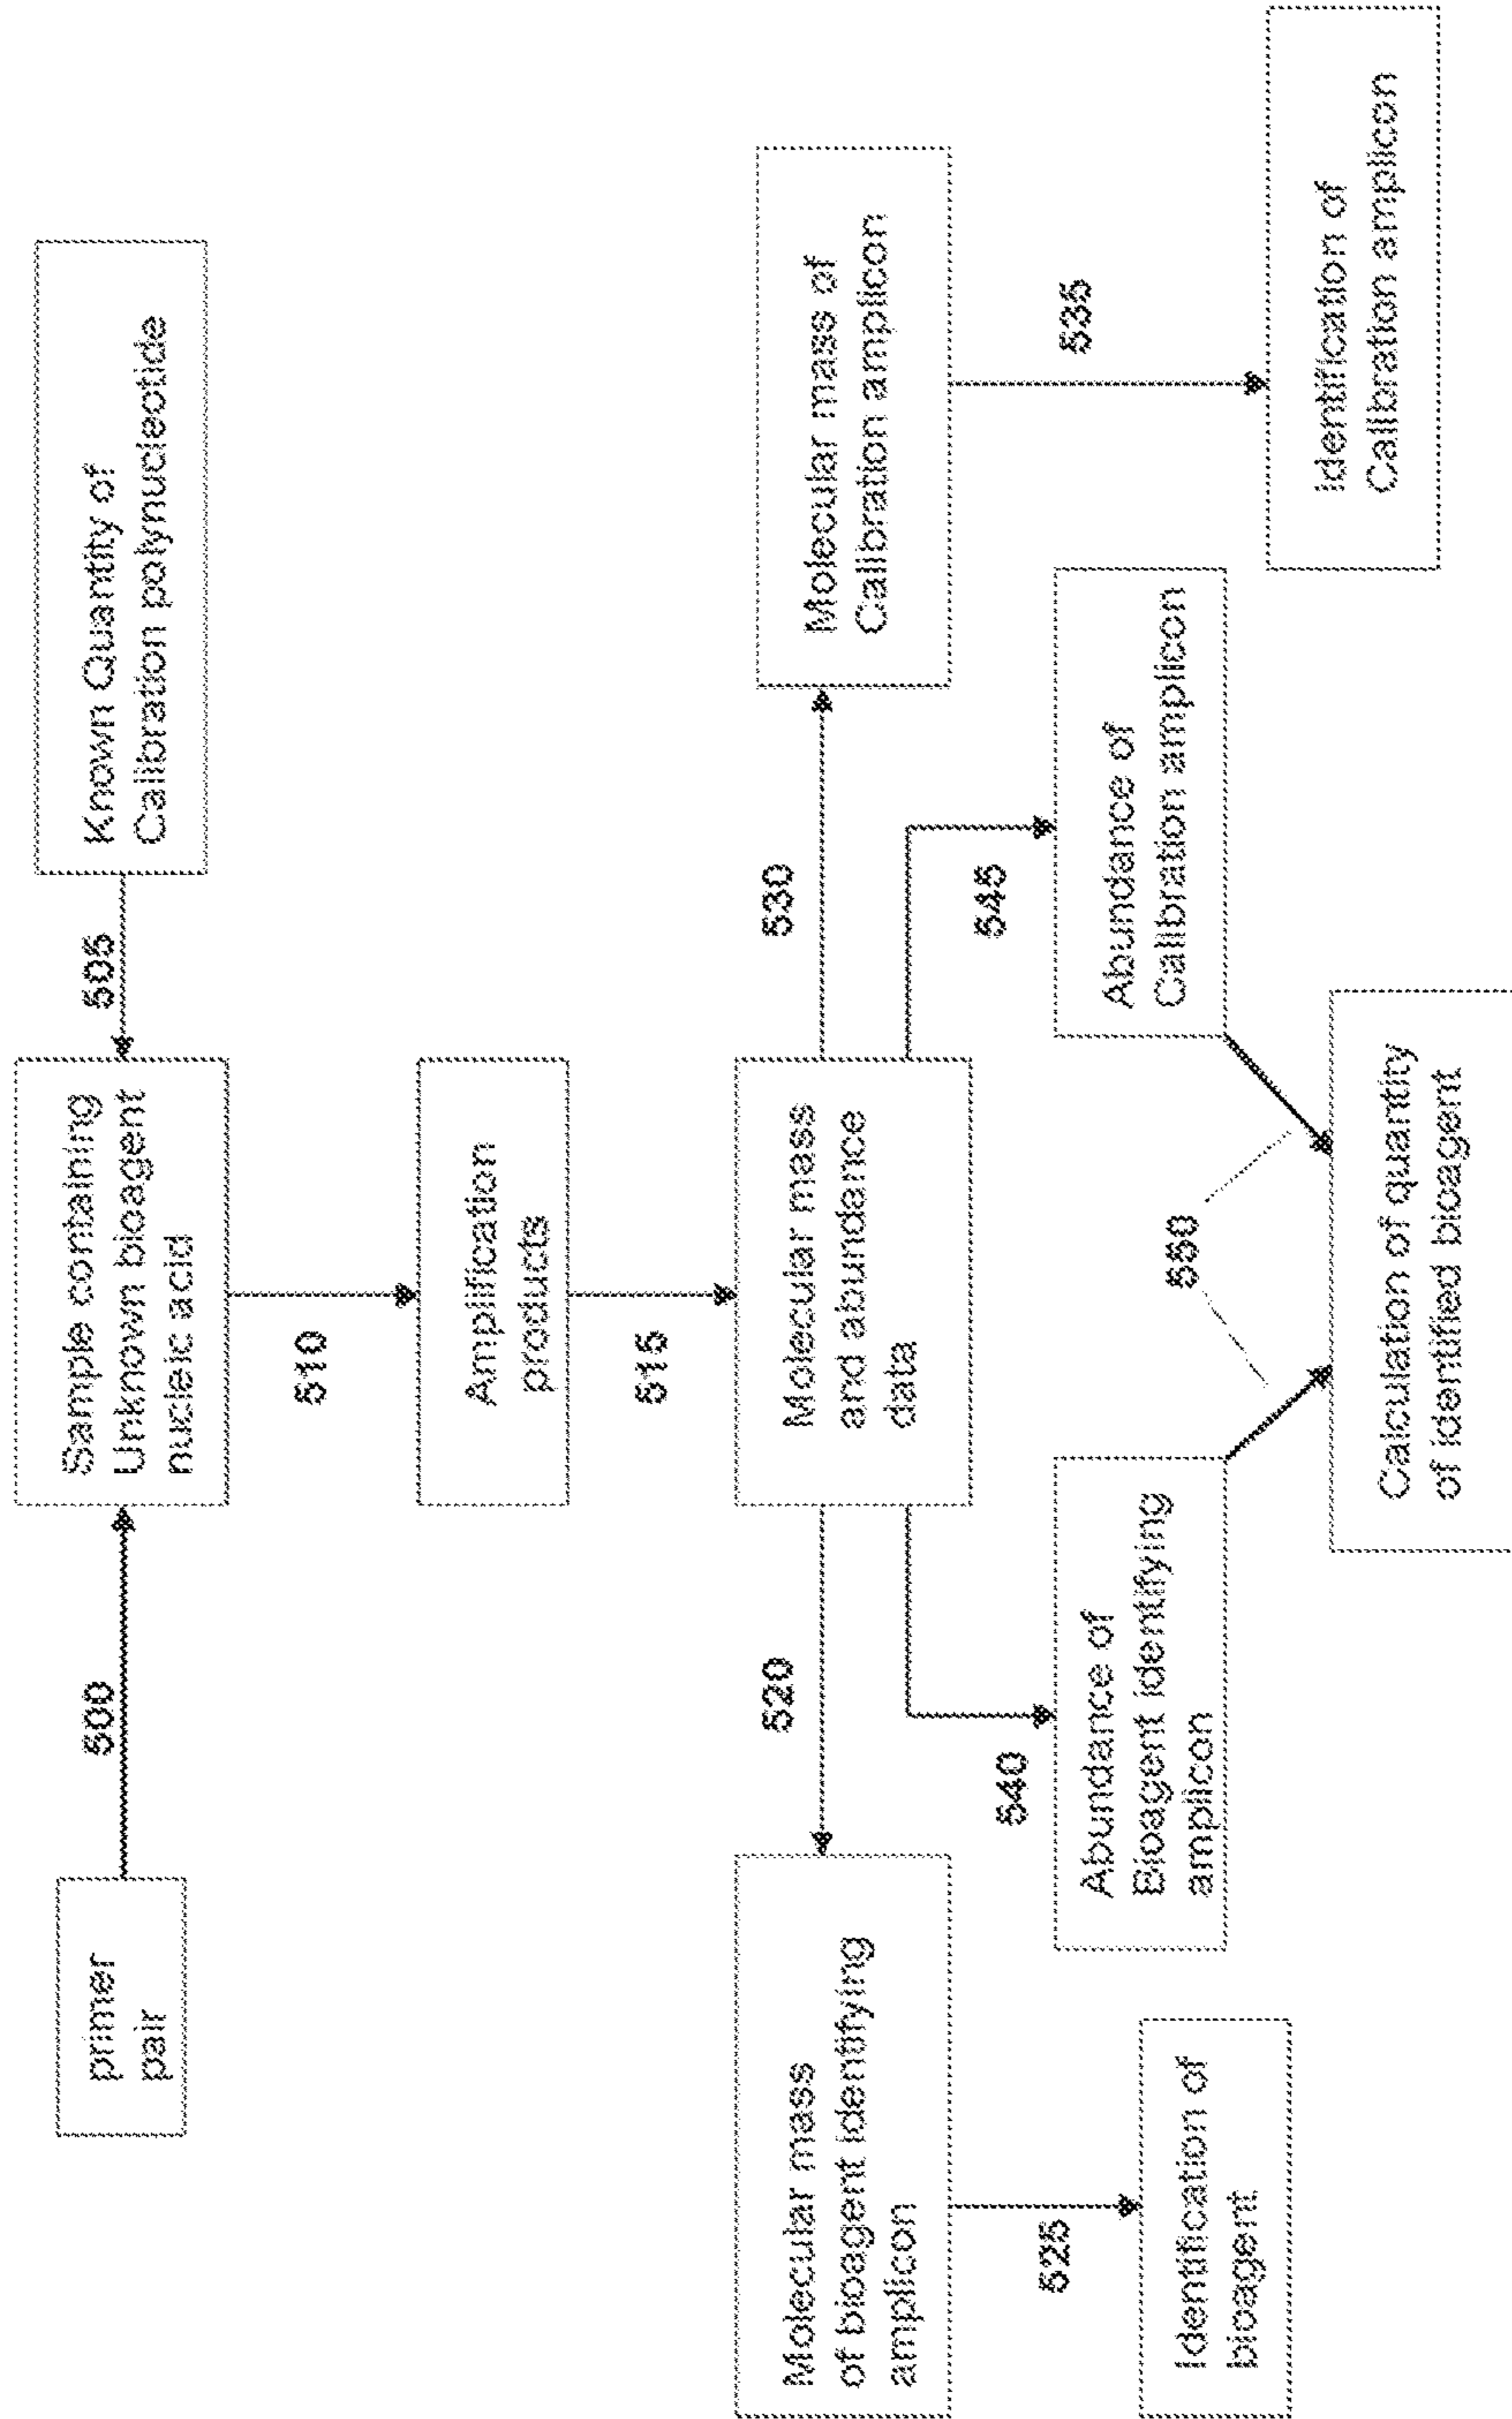 primer
pair
500
Sample containing
Unknown bioagent
nucleic acid
505
Known Quantity of
Calibration polynucleotide
510
Amplification
products
515
Molecular mass
and abundance
data
520
Molecular mass
of bioagent identifying
amplicon
525
Identification of
bioagent
530
Molecular mass of
Calibration amplicon
535
Identification of
Calibration amplicon
540
Abundance of
Bioagent identifying
amplicon
545
Abundance of
Calibration amplicon
550
Calculation of quantity
of identified bioagent